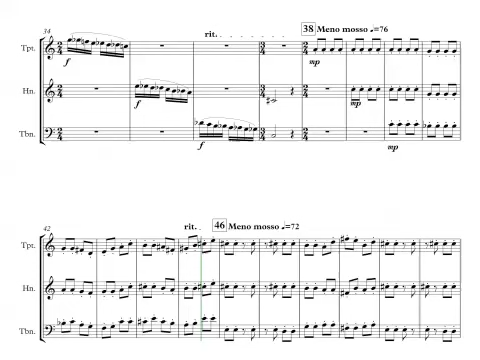 34 rit. 38 Meno mosso ♩.=76
Tpt.
f
mp
Hn.
f
mp
Tbn.
f
mp
42 rit. 46 Meno mosso ♩=72
Tpt.
Hn.
Tbn.